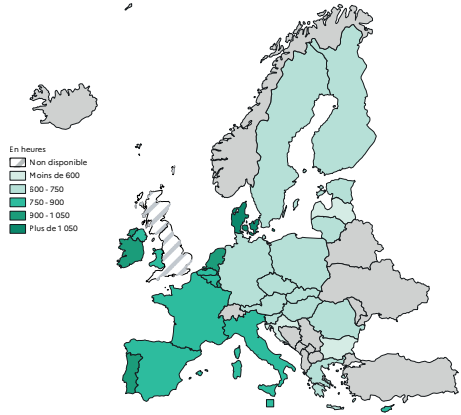 En heures
Non disponible
Moins de 600
600 - 750
750 - 900
900 - 1 050
Plus de 1 050